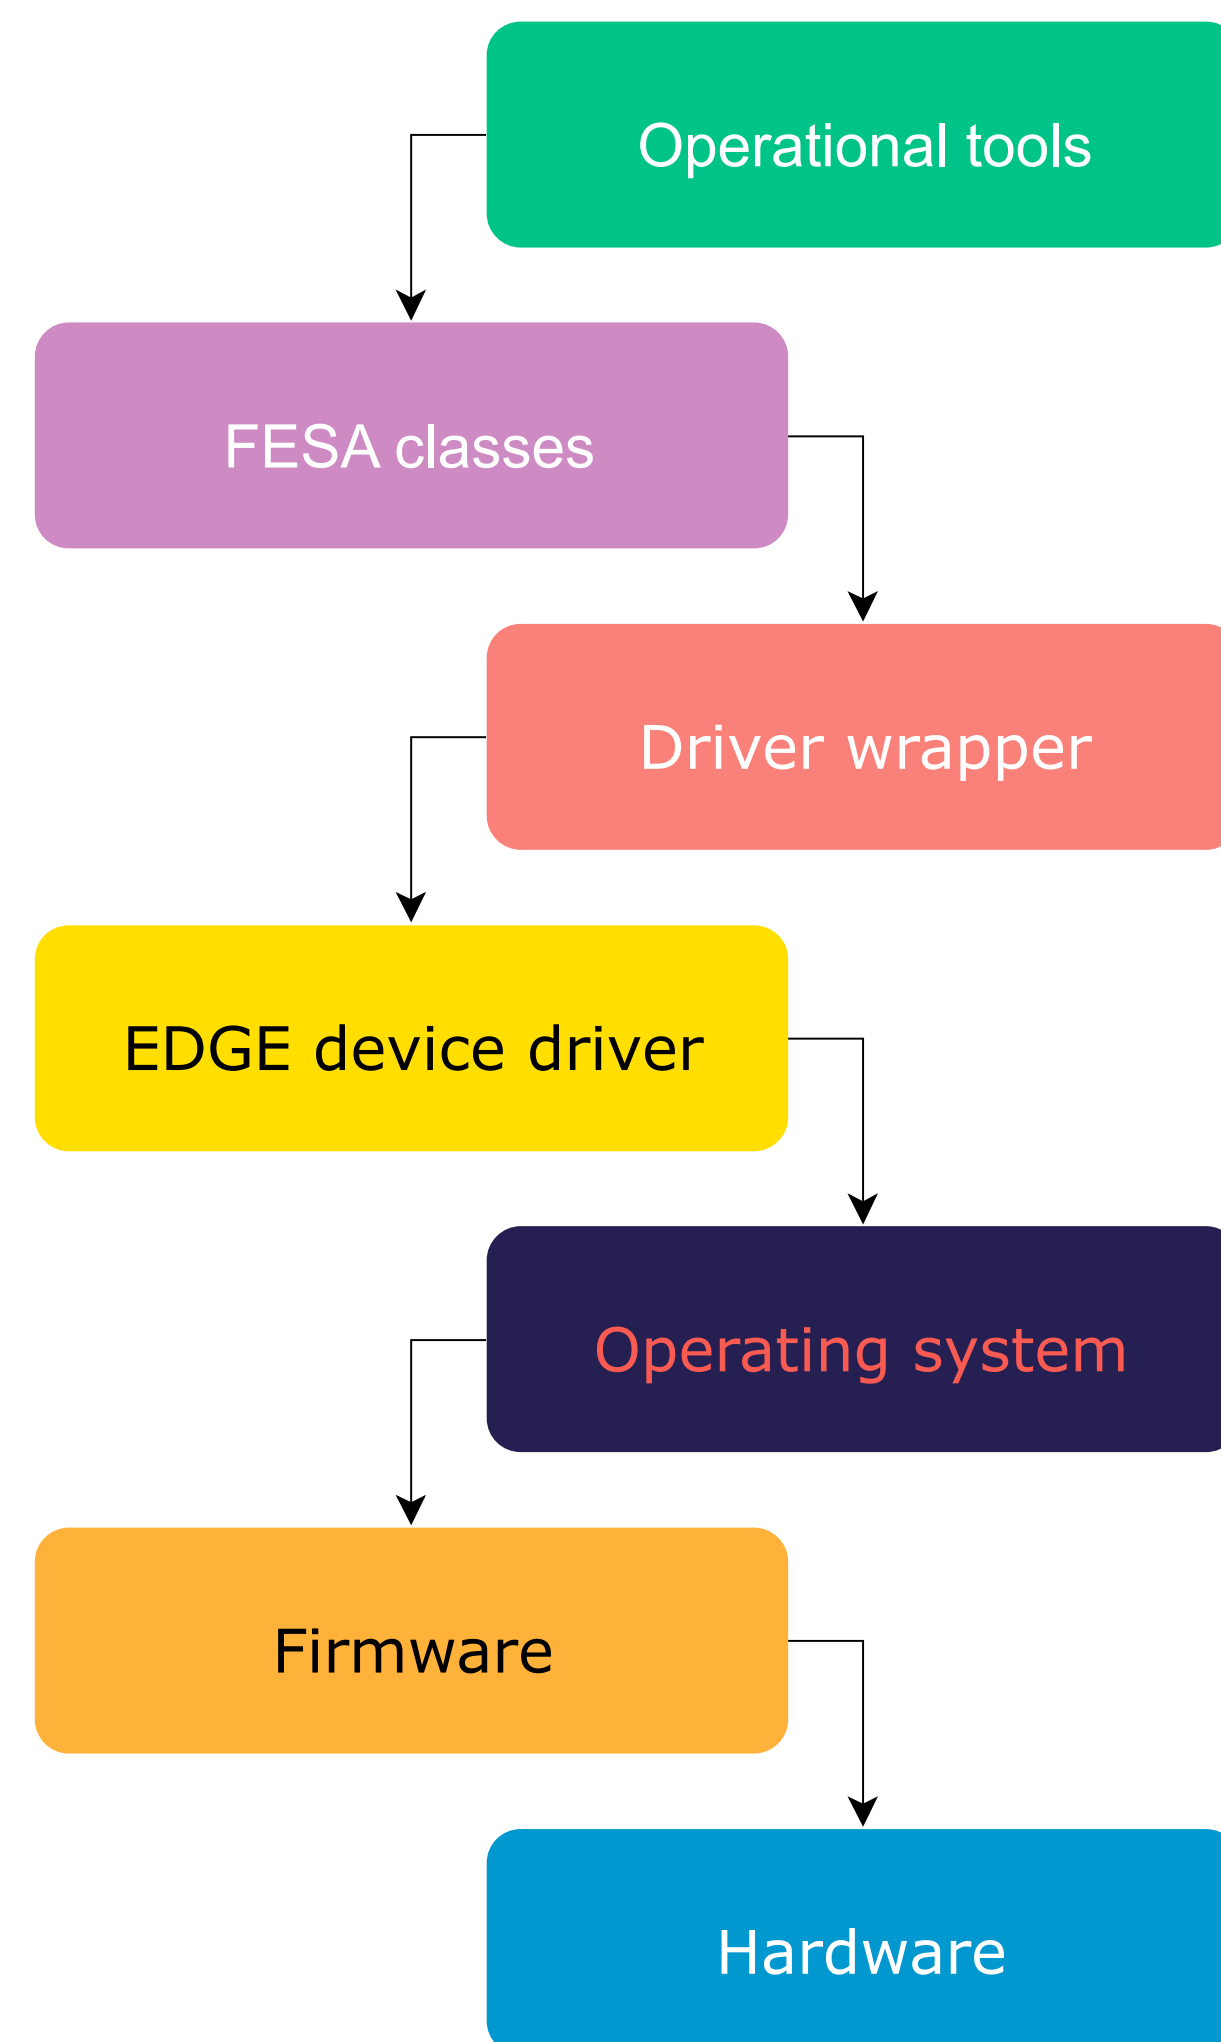 Operational tools
FESA classes
Driver wrapper
EDGE device driver
Operating system
Firmware
Hardware